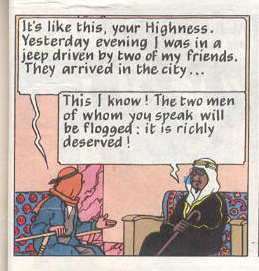 It's like this, your Highness.
Yesterday evening I was in a
jeep driven by two of my friends.
They arrived in the city...
This I know! The two men
of whom you speak will
be flogged: it is richly
deserved!